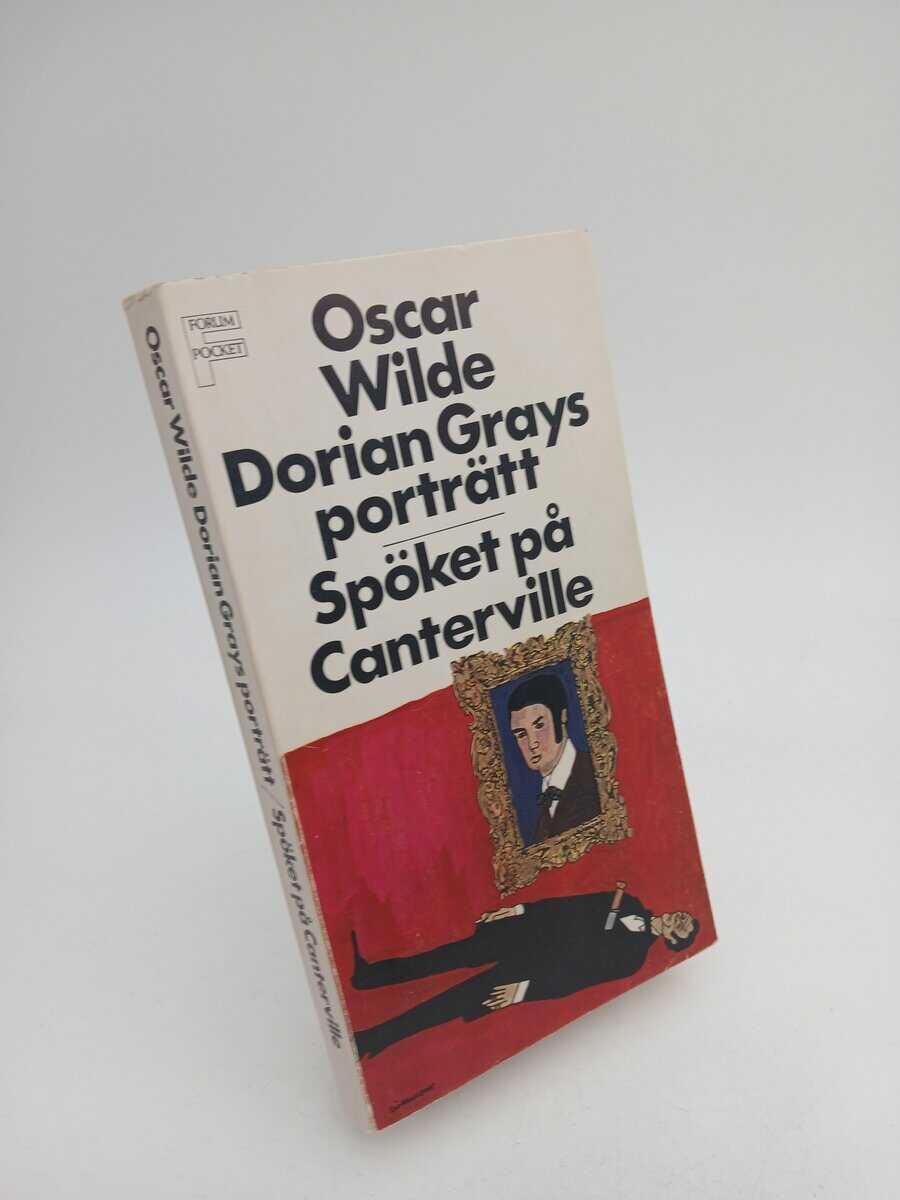 FORUM
POCKET
Oscar
Wilde
Dorian Grays
porträtt
Spöket på
Canterville
Oscar Wilde Dorian Grays porträtt / Spöket på Canterville